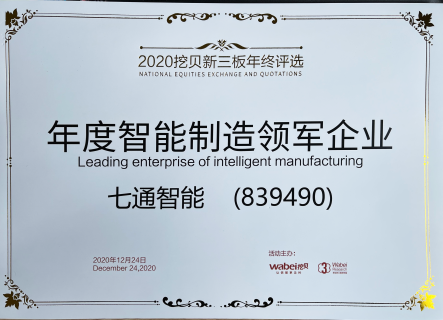 2020挖贝新三板年终评选
NATIONAL EQUITIES EXCHANGE AND QUOTATIONS
年度智能制造领军企业
Leading enterprise of intelligent manufacturing
七通智能 (839490)
2020年12月24日
December 24,2020
活动主办:
wabei挖贝
Wabei